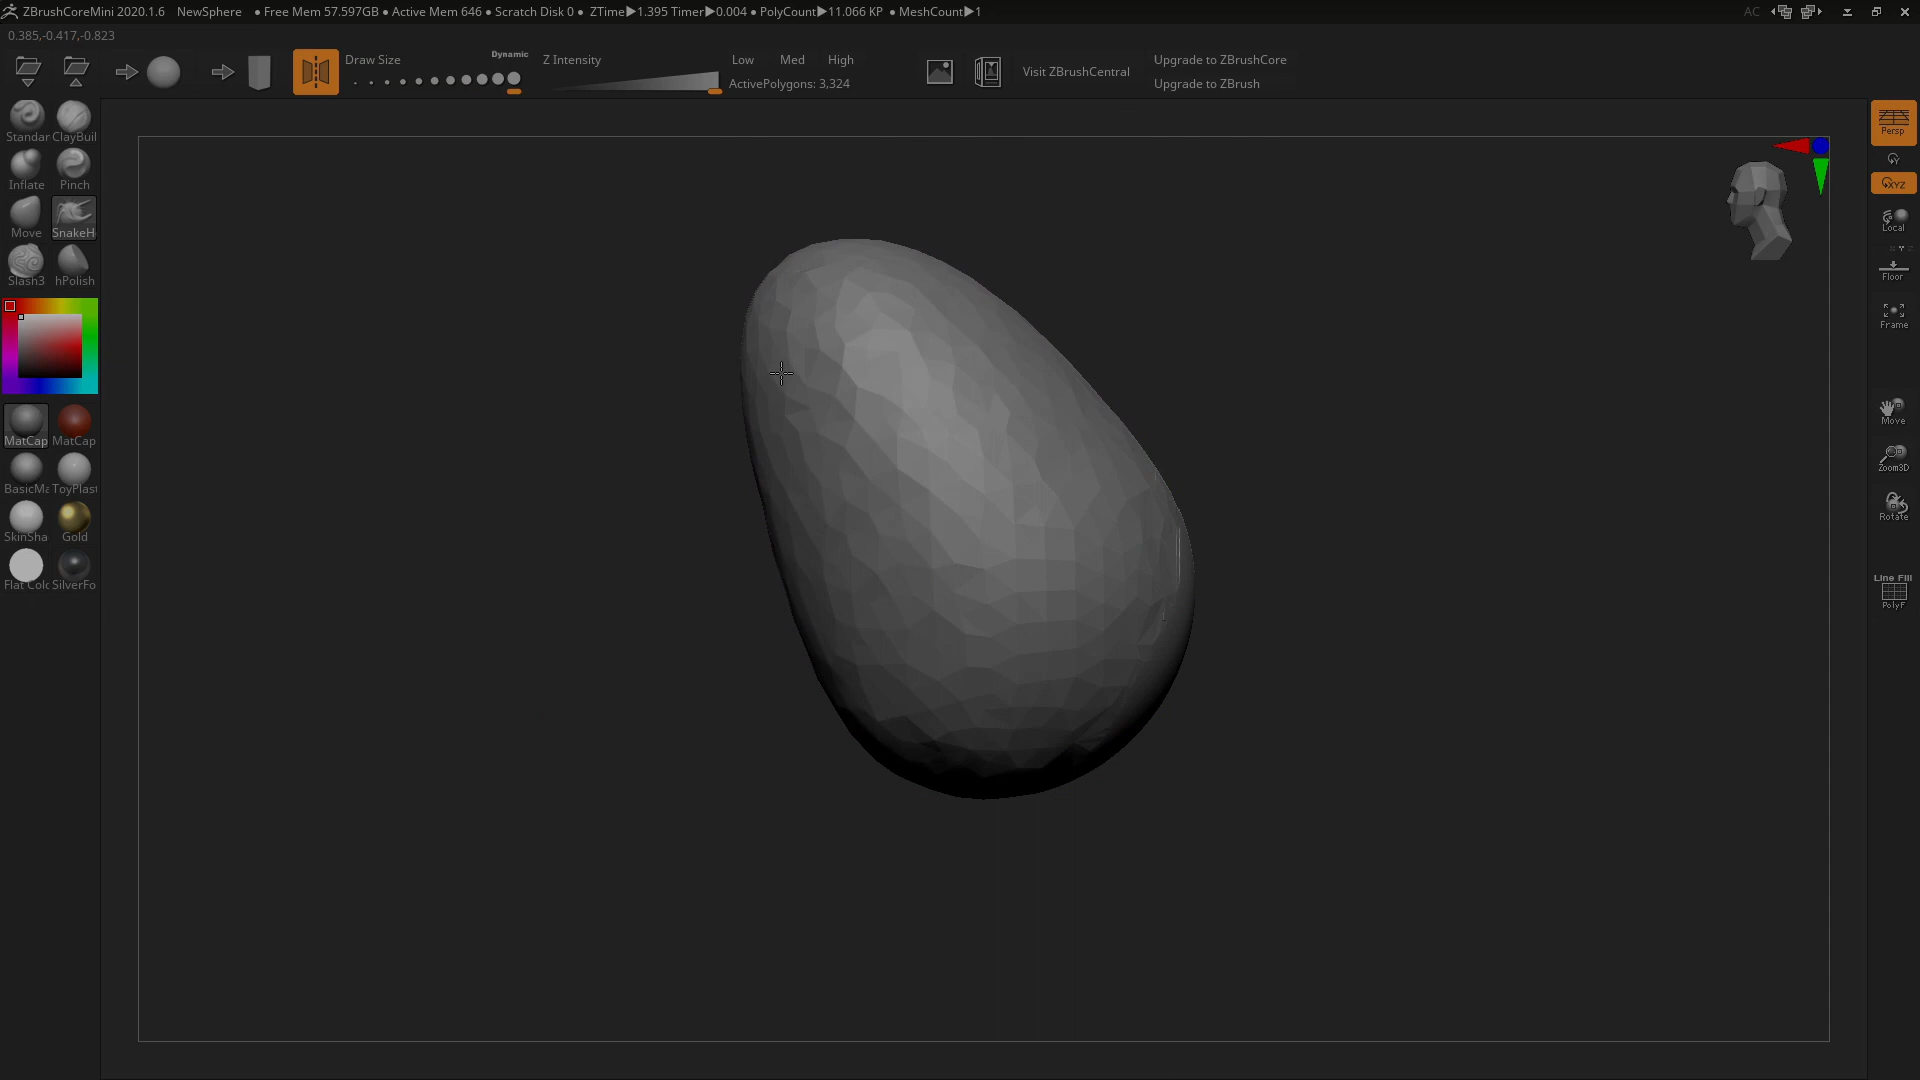 ZBrushCoreMini 2020.1.6 NewSphere ● Free Mem 57.597GB ● Active Mem 646 ● Scratch Disk 0 ● ZTime▶1.395 Timer▶0.004 ● PolyCount▶11.066 KP ● MeshCount▶1 AC
0.385,-0.417,-0.823
Draw Size Dynamic Z Intensity Low Med High Upgrade to ZBrushCore
ActivePolygons: 3,324 Visit ZBrushCentral Upgrade to ZBrush
Standar ClayBuil
Inflate Pinch
Move SnakeH
Slash3 hPolish
MatCap MatCap
BasicMa ToyPlast
SkinSha Gold
Flat Colo SilverFo
Persp
Y
XYZ
Local
Floor
Frame
Move
Zoom3D
Rotate
Line Fill
PolyF